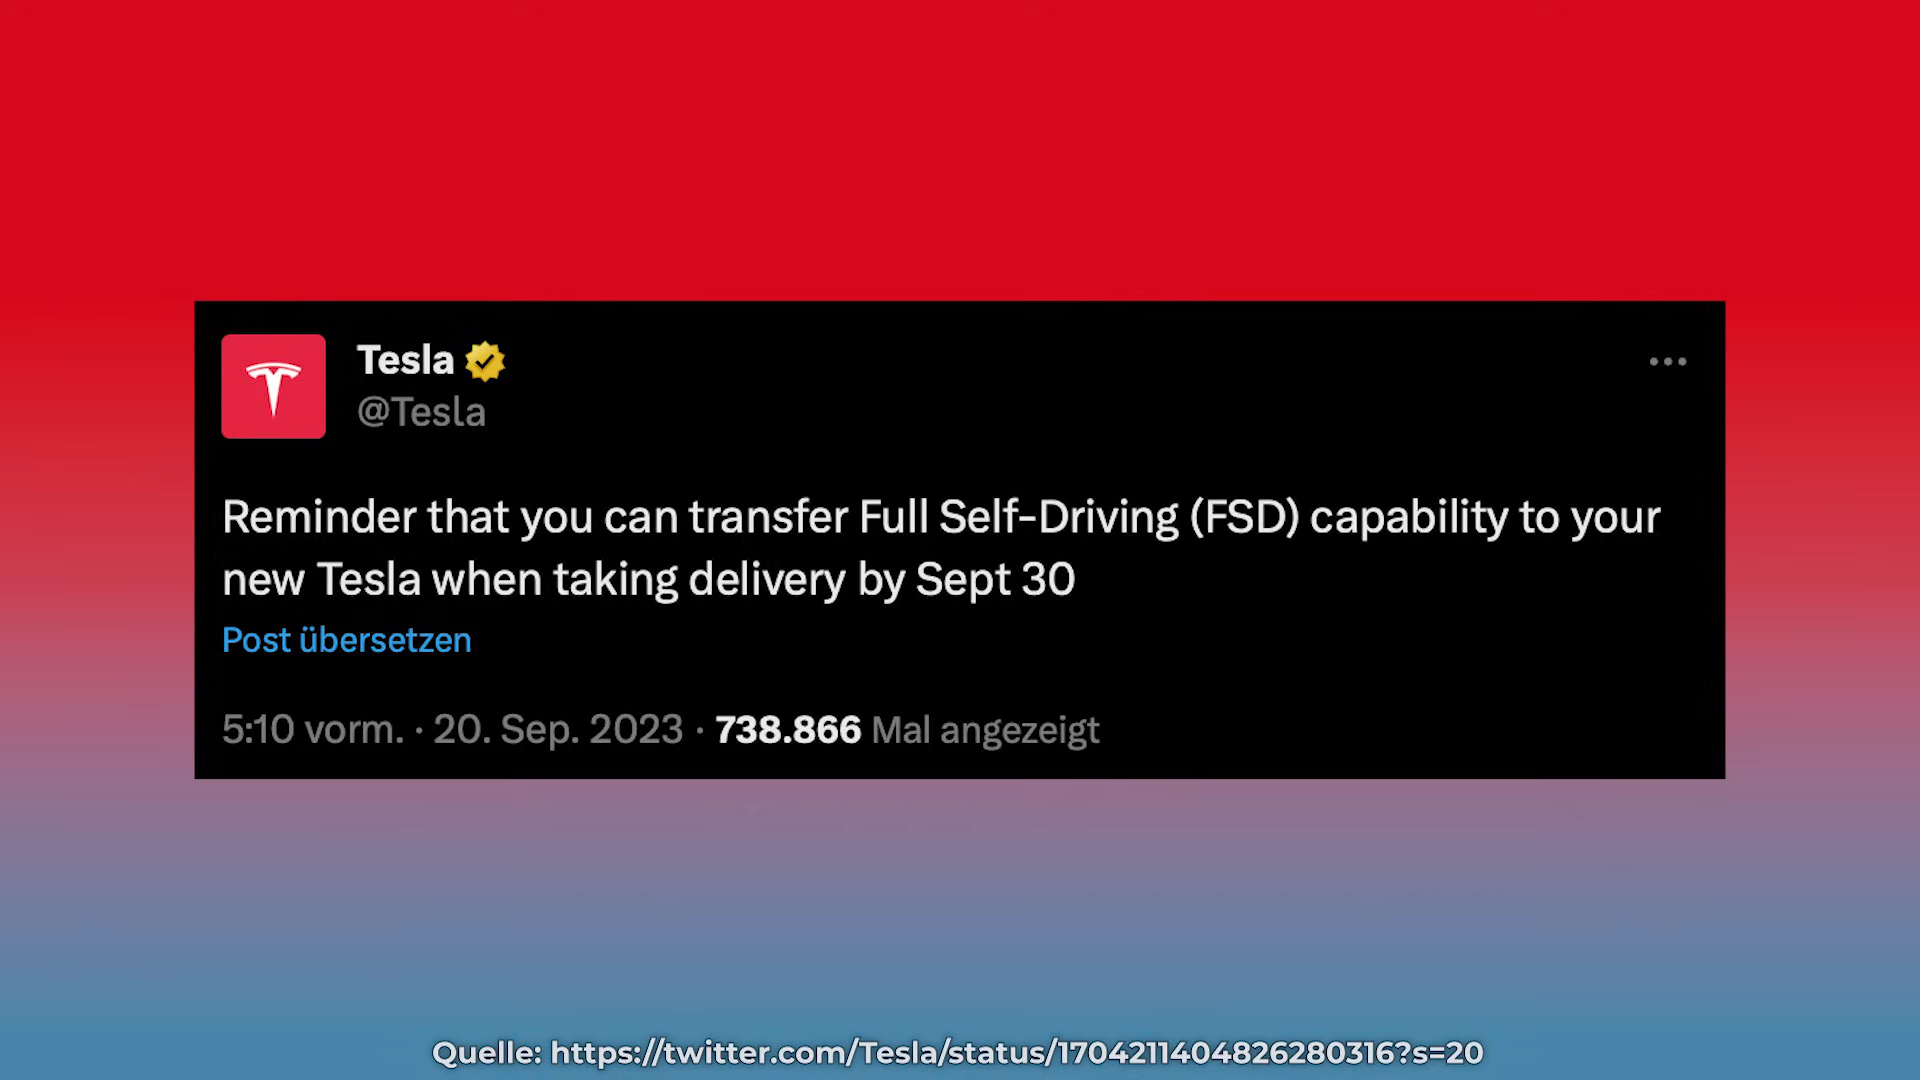 Tesla
@Tesla
Reminder that you can transfer Full Self-Driving (FSD) capability to your
new Tesla when taking delivery by Sept 30
Post übersetzen
5:10 vorm. · 20. Sep. 2023 · 738.866 Mal angezeigt
Quelle: https://twitter.com/Tesla/status/1704211404826280316?s=20